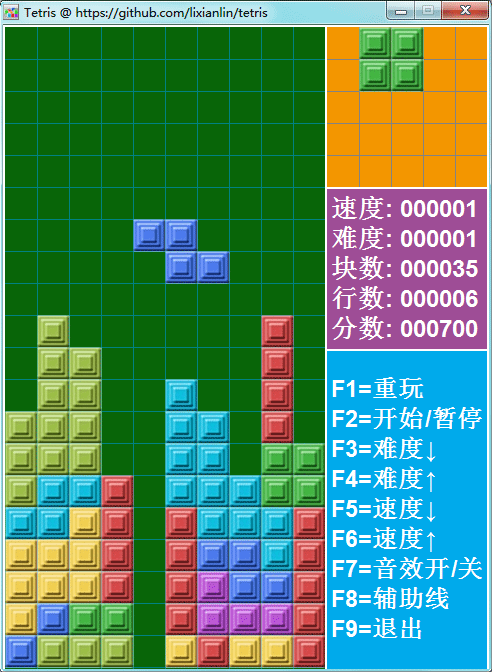 Tetris @ https://github.com/lixianlin/tetris
速度: 000001
难度: 000001
块数: 000035
行数: 000006
分数: 000700
F1=重玩
F2=开始/暂停
F3=难度↓
F4=难度↑
F5=速度↓
F6=速度↑
F7=音效开/关
F8=辅助线
F9=退出